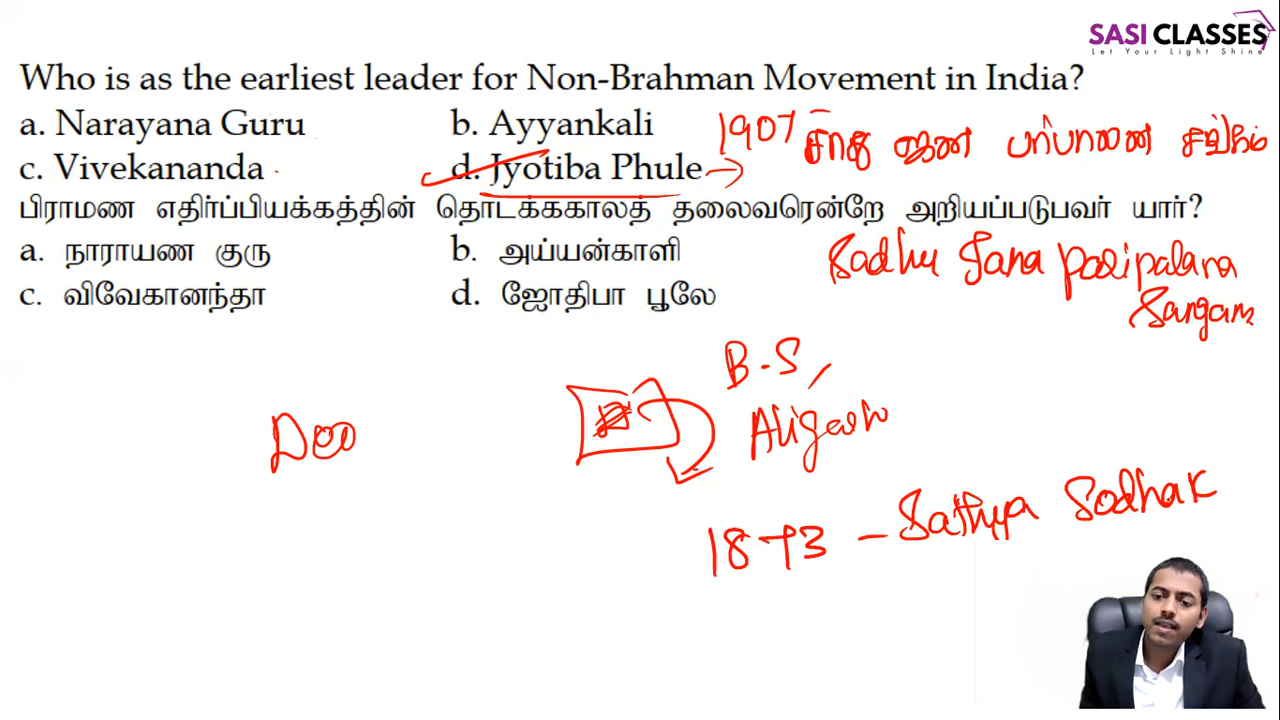 SASI CLASSES
Let Your Light Shine
Who is as the earliest leader for Non-Brahman Movement in India?
a. Narayana Guru b. Ayyankali
c. Vivekananda d. Jyotiba Phule
1907 சாது ஜன பரிபாலன சங்கம்
பிராமண எதிர்ப்பியக்கத்தின் தொடக்ககாலத் தலைவரென்றே அறியப்படுபவர் யார்?
a. நாராயண குரு b. அய்யன்காளி
c. விவேகானந்தா d. ஜோதிபா பூலே
Sadhu Jana Paripalana
Sangam
B.S,
Aligarh
1873 – Sathya Sodhak